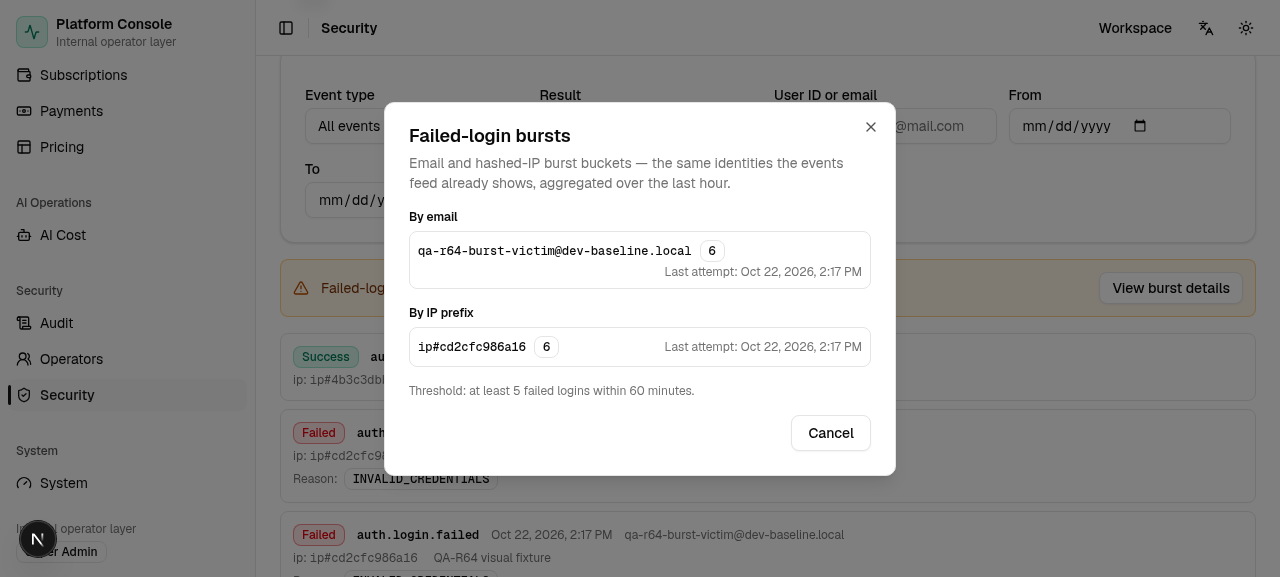 Platform Console
Internal operator layer
Subscriptions
Payments
Pricing
AI Operations
AI Cost
Security
Audit
Operators
Security
System
System
operator layer
Admin
Security
Workspace
Event type
Result
User ID or email
From
All events
@mail.com
mm/dd/yyyy
To
mm/dd/y
Failed-log
View burst details
Failed-login bursts
Email and hashed-IP burst buckets — the same identities the events
feed already shows, aggregated over the last hour.
By email
qa-r64-burst-victim@dev-baseline.local 6
Last attempt: Oct 22, 2026, 2:17 PM
By IP prefix
ip#cd2cfc986a16 6 Last attempt: Oct 22, 2026, 2:17 PM
Threshold: at least 5 failed logins within 60 minutes.
Cancel
Success au
ip: ip#4b3c3db
Failed auth
ip: ip#cd2cfc98
Reason: INVALID_CREDENTIALS
Failed auth.login.failed Oct 22, 2026, 2:17 PM qa-r64-burst-victim@dev-baseline.local
ip: ip#cd2cfc986a16 QA-R64 visual fixture